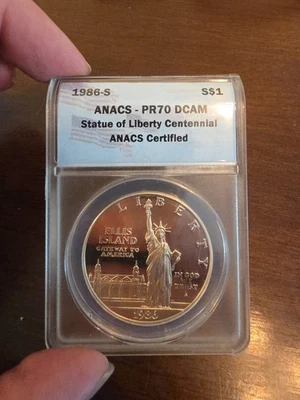 1986-S S$1
ANACS - PR70 DCAM
Statue of Liberty Centennial
ANACS Certified
LIBERTY
ELLIS
ISLAND
GATEWAY TO
AMERICA
IN GOD
WE TRUST
1986